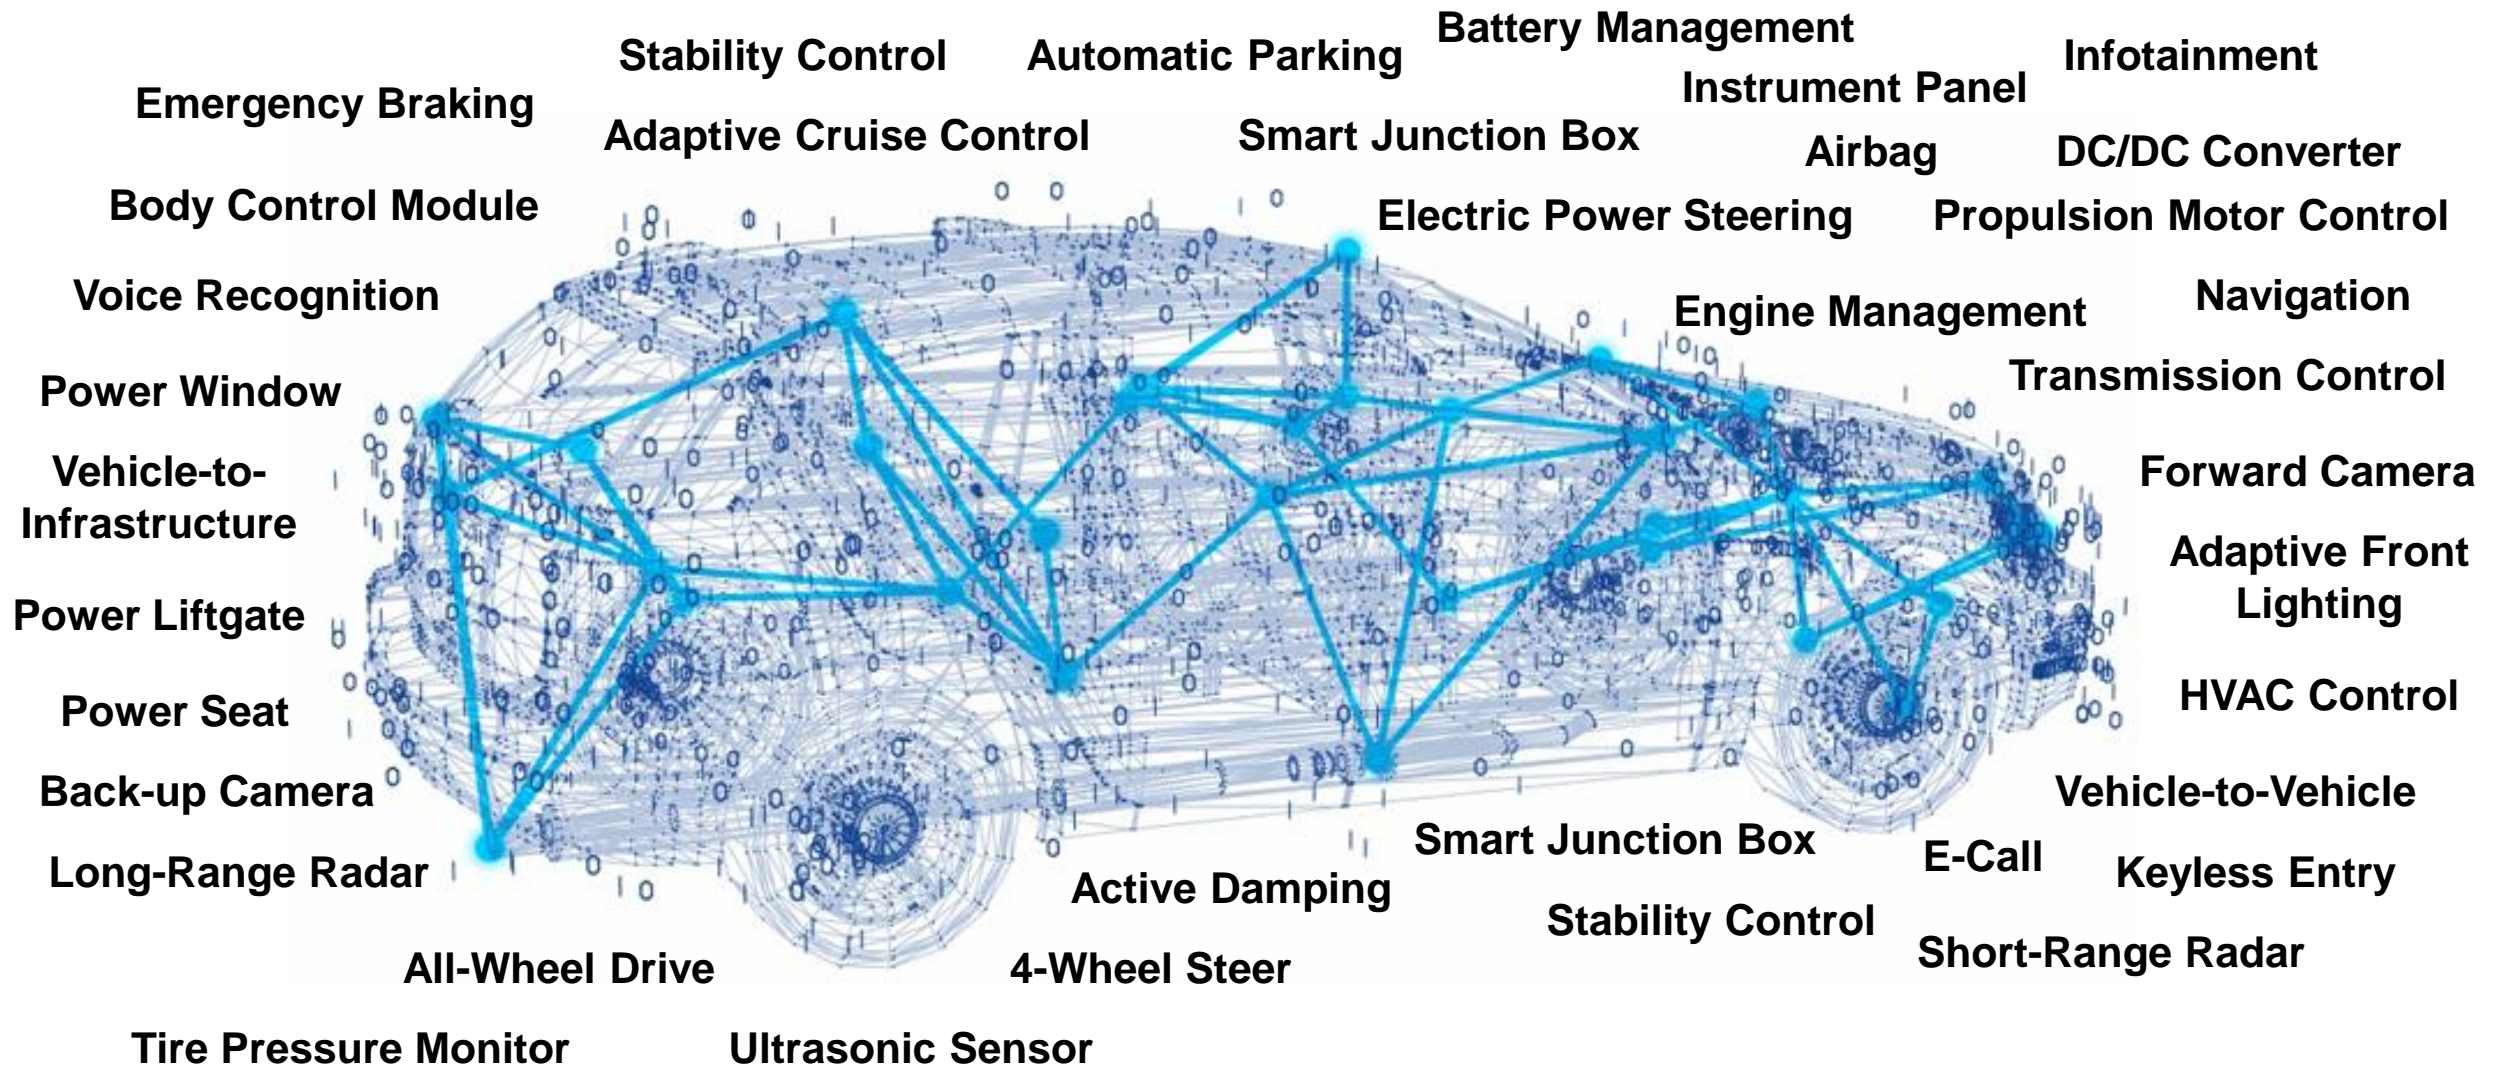 Battery Management
Stability Control
Automatic Parking
Infotainment
Instrument Panel
Emergency Braking
Adaptive Cruise Control
Smart Junction Box
Airbag
DC/DC Converter
Body Control Module
Electric Power Steering
Propulsion Motor Control
Voice Recognition
Navigation
Engine Management
Power Window
Transmission Control
Vehicle-to-
Infrastructure
Forward Camera
Adaptive Front
Lighting
Power Liftgate
HVAC Control
Power Seat
Back-up Camera
Vehicle-to-Vehicle
Smart Junction Box
E-Call
Long-Range Radar
Keyless Entry
Active Damping
Stability Control
Short-Range Radar
All-Wheel Drive
4-Wheel Steer
Tire Pressure Monitor
Ultrasonic Sensor